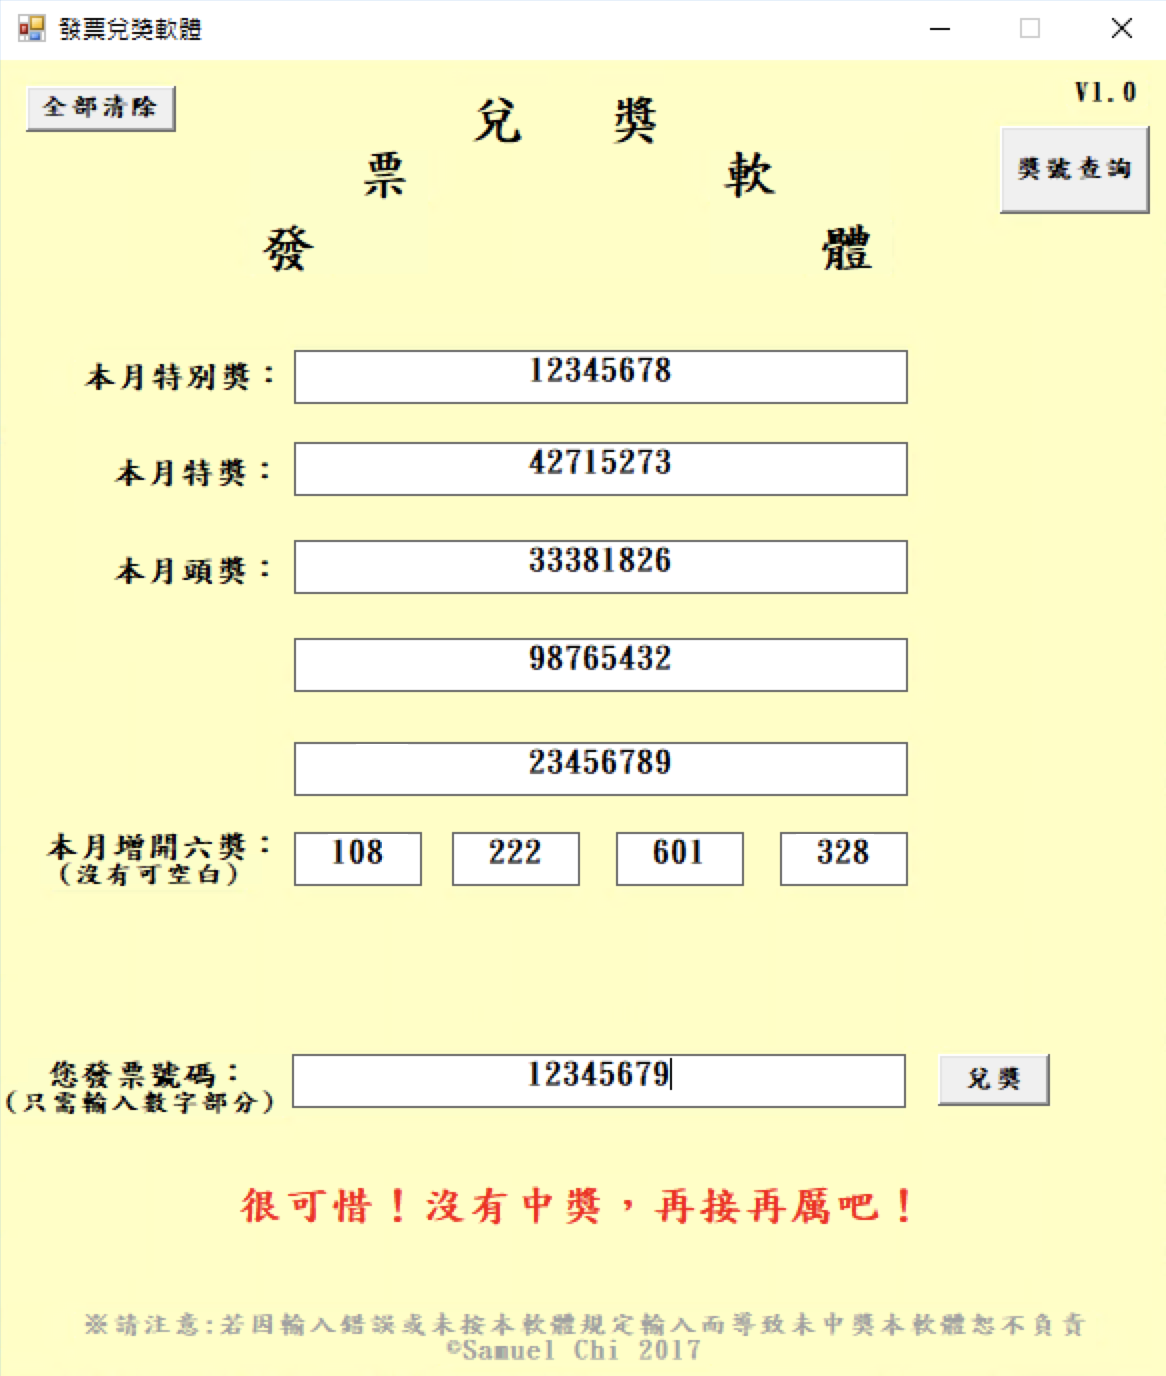 發票兌獎軟體
全部清除
V1.0
發票兌獎軟體
獎號查詢
本月特別獎：12345678
本月特獎：42715273
本月頭獎：33381826
98765432
23456789
本月增開六獎：108 222 601 328
(沒有可空白)
您發票號碼：12345679 兌獎
(只需輸入數字部分)
很可惜！沒有中獎，再接再厲吧！
※請注意:若因輸入錯誤或未按本軟體規定輸入而導致未中獎本軟體恕不負責
©Samuel Chi 2017